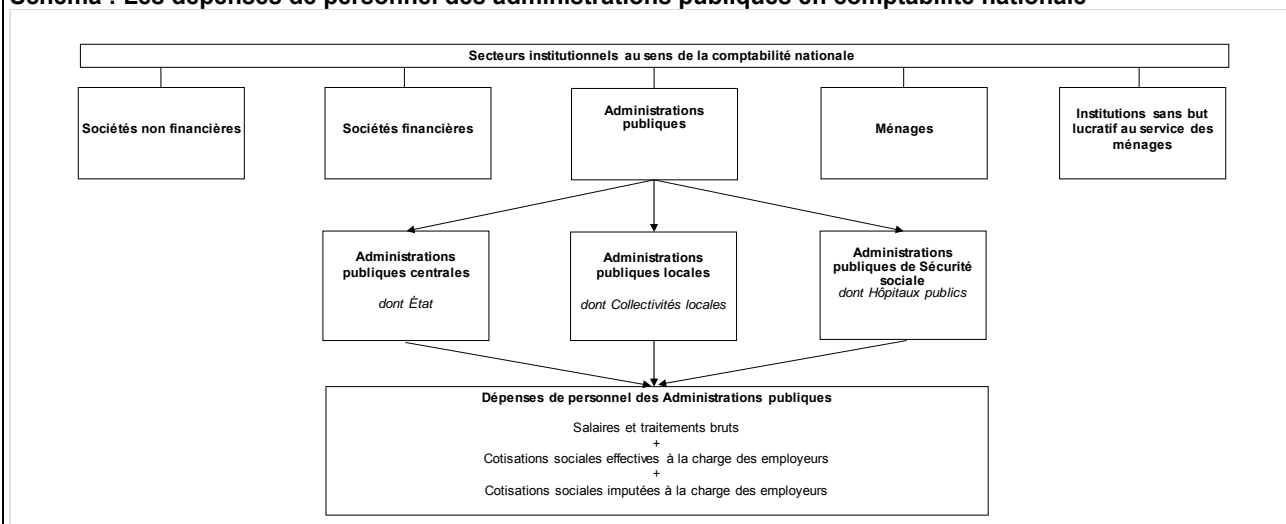 Schéma : Les dépenses de personnel des administrations publiques en comptabilité nationale
Secteurs institutionnels au sens de la comptabilité nationale
Sociétés non financières
Sociétés financières
Administrations
publiques
Ménages
Institutions sans but
lucratif au service des
ménages
Administrations
publiques centrales
dont État
Administrations
publiques locales
dont Collectivités locales
Administrations
publiques de Sécurité
sociale
dont Hôpitaux publics
Dépenses de personnel des Administrations publiques
Salaires et traitements bruts
+
Cotisations sociales effectives à la charge des employeurs
+
Cotisations sociales imputées à la charge des employeurs